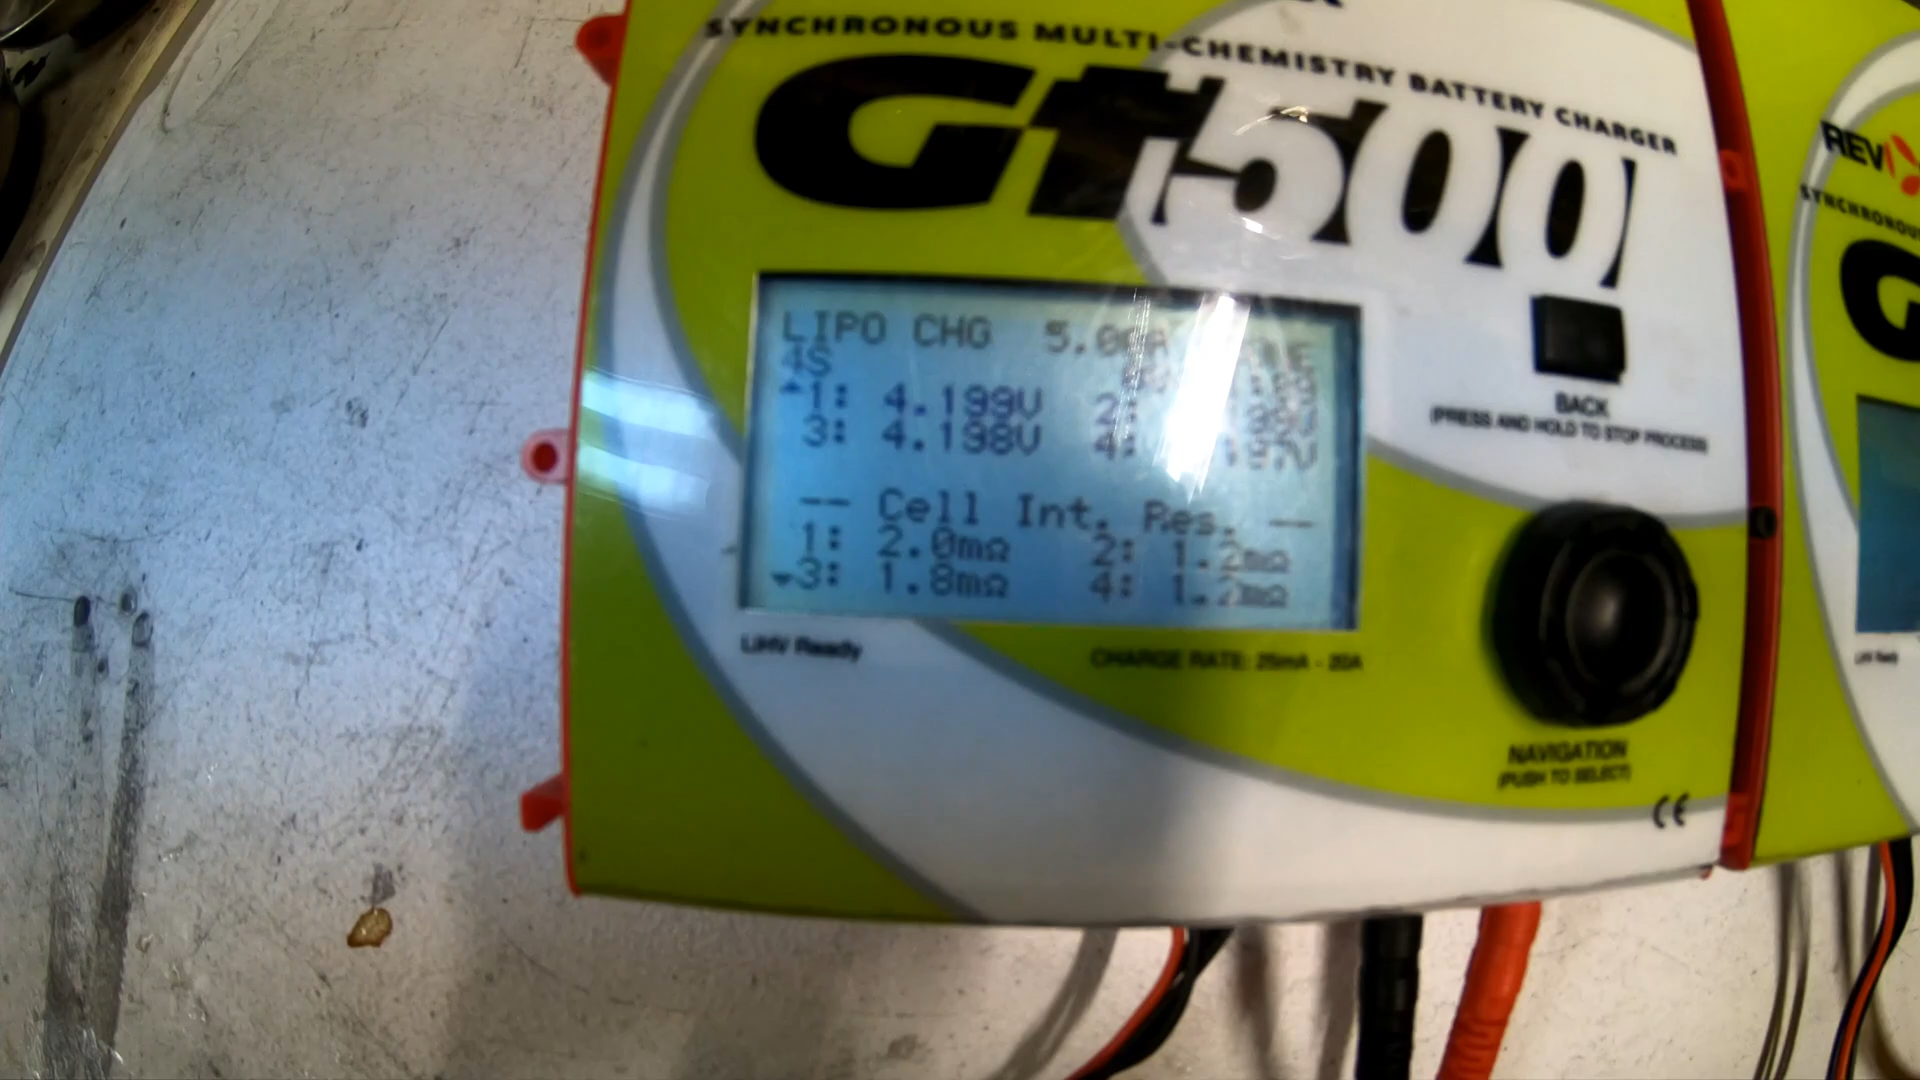 SYNCHRONOUS MULTI-CHEMISTRY BATTERY CHARGER
GT500
LIPO CHG
4S
1: 4.199V 2:
3: 4.198V 4:
-- Cell Int. Res. --
1: 2.0mΩ 2: 1.2mΩ
3: 1.8mΩ 4: 1.2mΩ
BACK
(PRESS AND HOLD TO STOP PROCESS
LiHV Ready
CHARGE RATE: 25mA - 20A
NAVIGATION
(PUSH TO SELECT)
CE
REV
SYNCHRONOUS
G